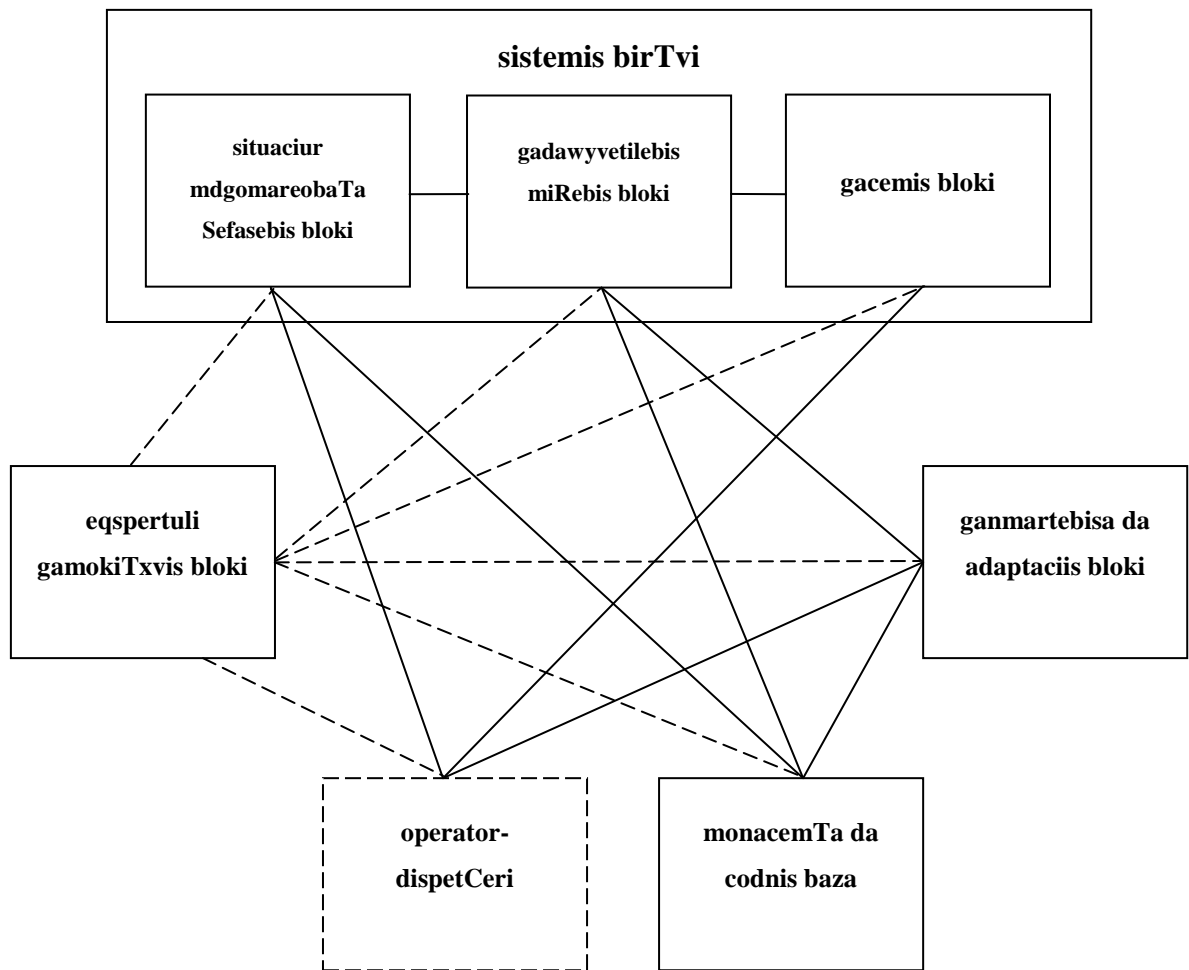 sistemis birTvi
situaciur
mdgomareobaTa
Sefasebis bloki
gadawyvetilebis
miRebis bloki
gacemis bloki
eqspertuli
gamokiTxvis bloki
ganmartebisa da
adaptaciis bloki
operator-
dispetCeri
monacemTa da
codnis baza